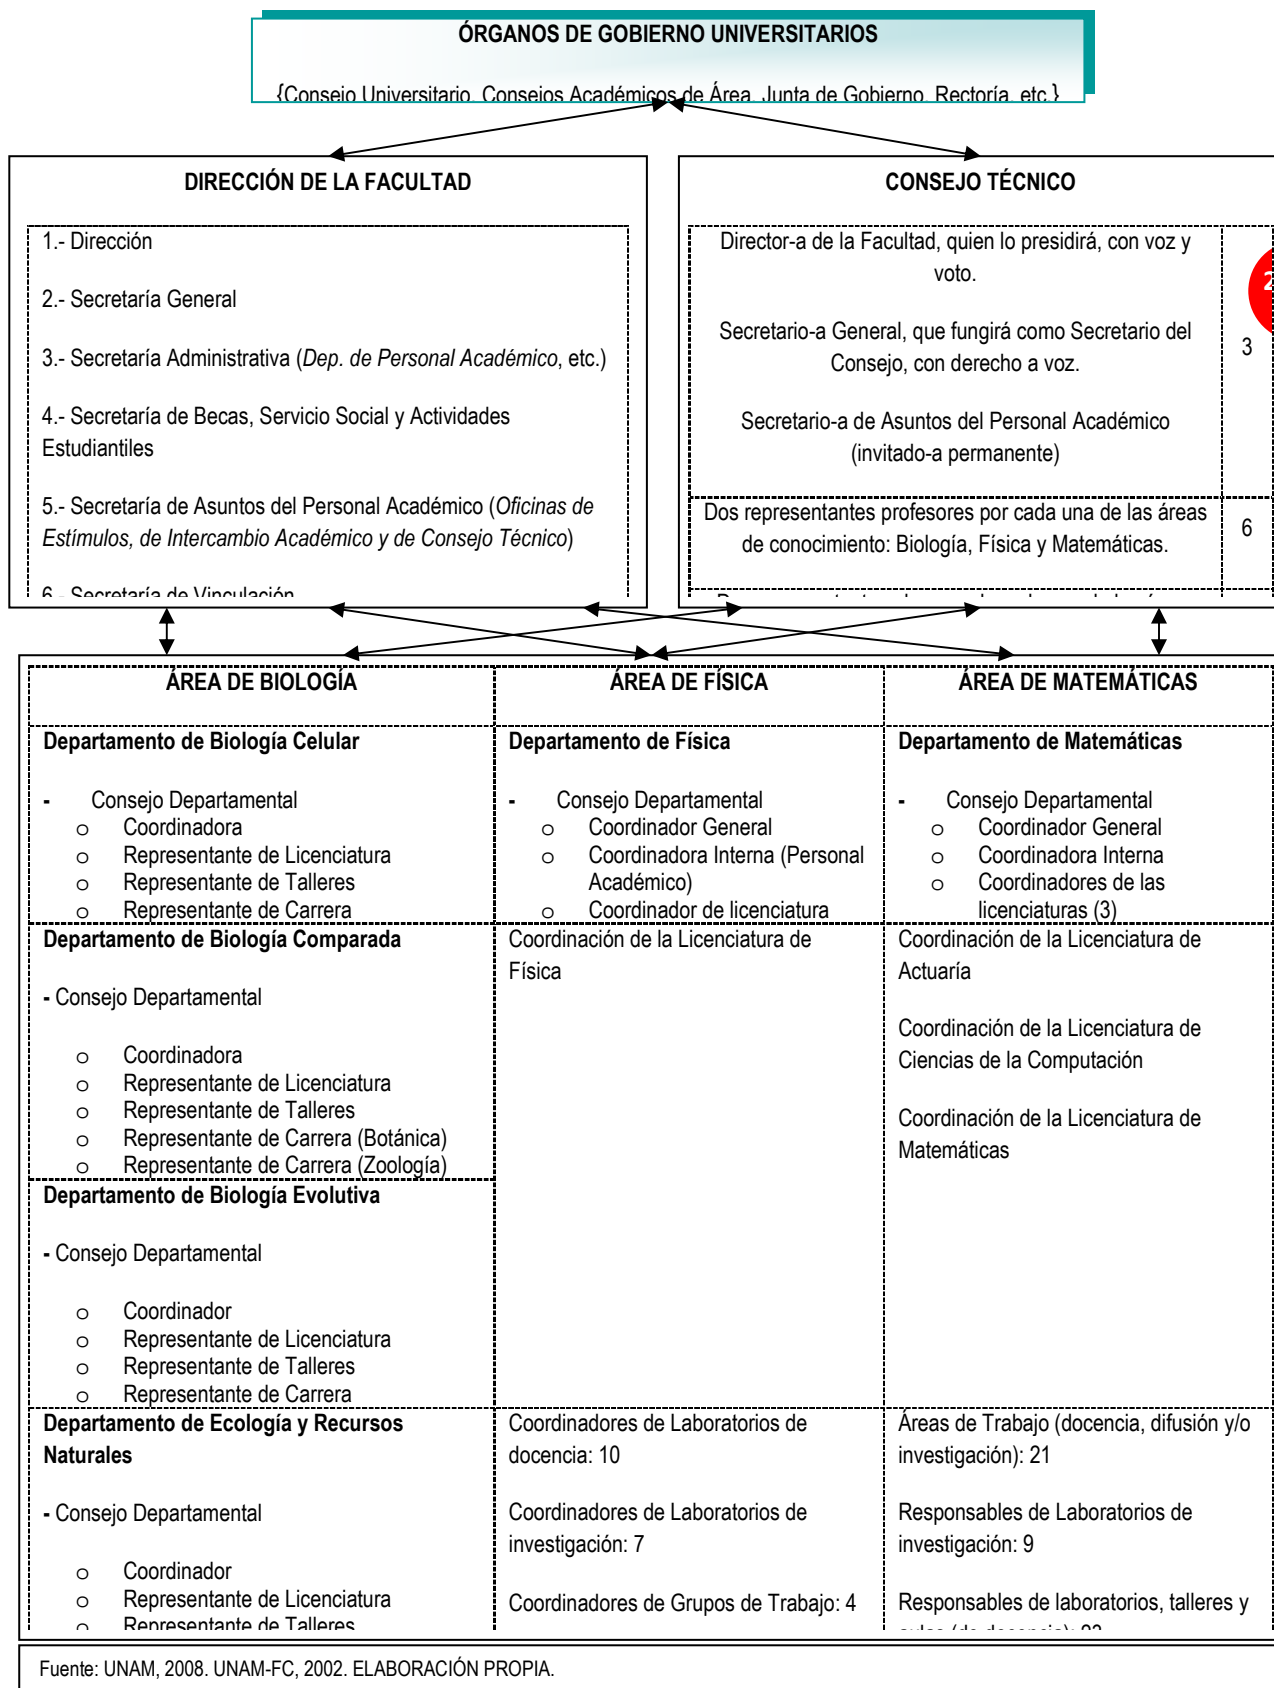 ÓRGANOS DE GOBIERNO UNIVERSITARIOS
{Consejo Universitario, Consejos Académicos de Área, Junta de Gobierno, Rectoría, etc.}
DIRECCIÓN DE LA FACULTAD
1.- Dirección
2.- Secretaría General
3.- Secretaría Administrativa (Dep. de Personal Académico, etc.)
4.- Secretaría de Becas, Servicio Social y Actividades
Estudiantiles
5.- Secretaría de Asuntos del Personal Académico (Oficinas de
Estímulos, de Intercambio Académico y de Consejo Técnico)
6.- Secretaría de Vinculación
CONSEJO TÉCNICO
Director-a de la Facultad, quien lo presidirá, con voz y
voto.
Secretario-a General, que fungirá como Secretario del
Consejo, con derecho a voz.
Secretario-a de Asuntos del Personal Académico
(invitado-a permanente)
3
2
Dos representantes profesores por cada una de las áreas
de conocimiento: Biología, Física y Matemáticas.
6
ÁREA DE BIOLOGÍA
Departamento de Biología Celular
- Consejo Departamental
o Coordinadora
o Representante de Licenciatura
o Representante de Talleres
o Representante de Carrera
Departamento de Biología Comparada
- Consejo Departamental
o Coordinadora
o Representante de Licenciatura
o Representante de Talleres
o Representante de Carrera (Botánica)
o Representante de Carrera (Zoología)
Departamento de Biología Evolutiva
- Consejo Departamental
o Coordinador
o Representante de Licenciatura
o Representante de Talleres
o Representante de Carrera
Departamento de Ecología y Recursos
Naturales
- Consejo Departamental
o Coordinador
o Representante de Licenciatura
o Representante de Talleres
ÁREA DE FÍSICA
Departamento de Física
- Consejo Departamental
o Coordinador General
o Coordinadora Interna (Personal
Académico)
o Coordinador de licenciatura
Coordinación de la Licenciatura de
Física
Coordinadores de Laboratorios de
docencia: 10
Coordinadores de Laboratorios de
investigación: 7
Coordinadores de Grupos de Trabajo: 4
ÁREA DE MATEMÁTICAS
Departamento de Matemáticas
- Consejo Departamental
o Coordinador General
o Coordinadora Interna
o Coordinadores de las
licenciaturas (3)
Coordinación de la Licenciatura de
Actuaría
Coordinación de la Licenciatura de
Ciencias de la Computación
Coordinación de la Licenciatura de
Matemáticas
Áreas de Trabajo (docencia, difusión y/o
investigación): 21
Responsables de Laboratorios de
investigación: 9
Responsables de laboratorios, talleres y
Fuente: UNAM, 2008. UNAM-FC, 2002. ELABORACIÓN PROPIA.